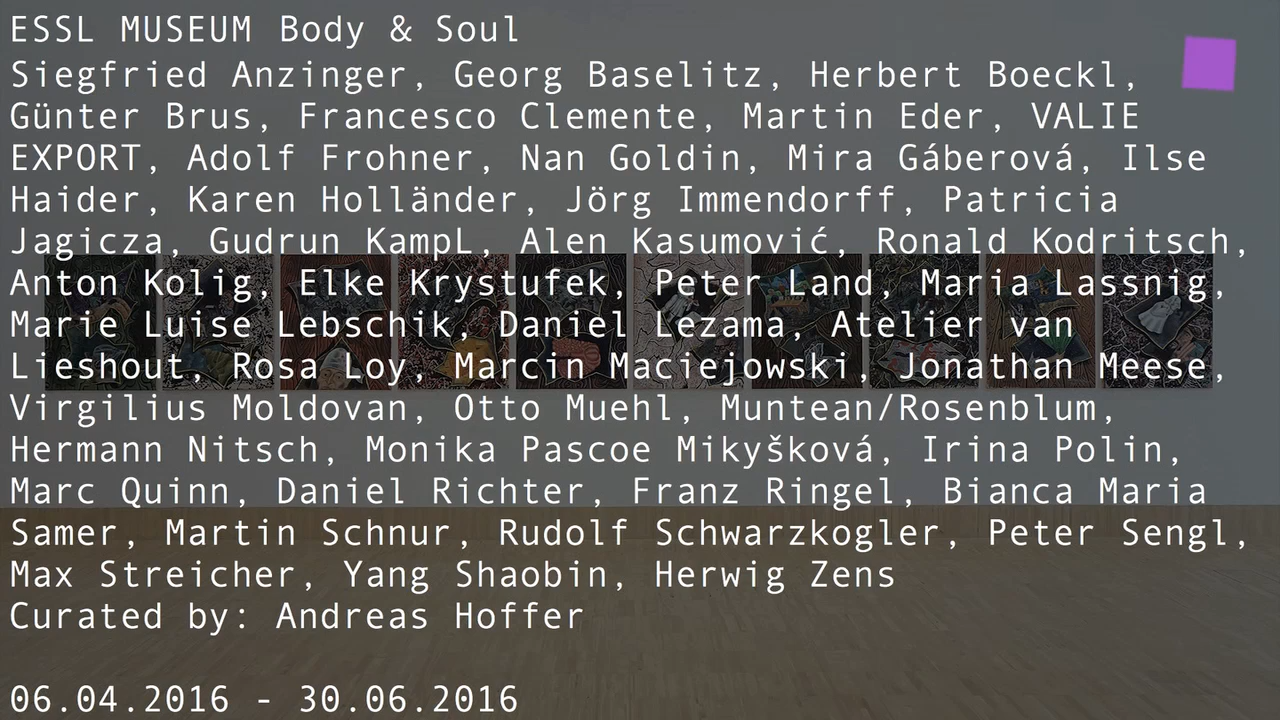 ESSL MUSEUM Body & Soul
Siegfried Anzinger, Georg Baselitz, Herbert Boeckl,
Günter Brus, Francesco Clemente, Martin Eder, VALIE
EXPORT, Adolf Frohner, Nan Goldin, Mira Gáberová, Ilse
Haider, Karen Holländer, Jörg Immendorff, Patricia
Jagicza, Gudrun KampL, Alen Kasumović, Ronald Kodritsch,
Anton Kolig, Elke Krystufek, Peter Land, Maria Lassnig,
Marie Luise Lebschik, Daniel Lezama, Atelier van
Lieshout, Rosa Loy, Marcin Maciejowski, Jonathan Meese,
Virgilius Moldovan, Otto Muehl, Muntean/Rosenblum,
Hermann Nitsch, Monika Pascoe Mikyšková, Irina Polin,
Marc Quinn, Daniel Richter, Franz Ringel, Bianca Maria
Samer, Martin Schnur, Rudolf Schwarzkogler, Peter Sengl,
Max Streicher, Yang Shaobin, Herwig Zens
Curated by: Andreas Hoffer
06.04.2016 - 30.06.2016